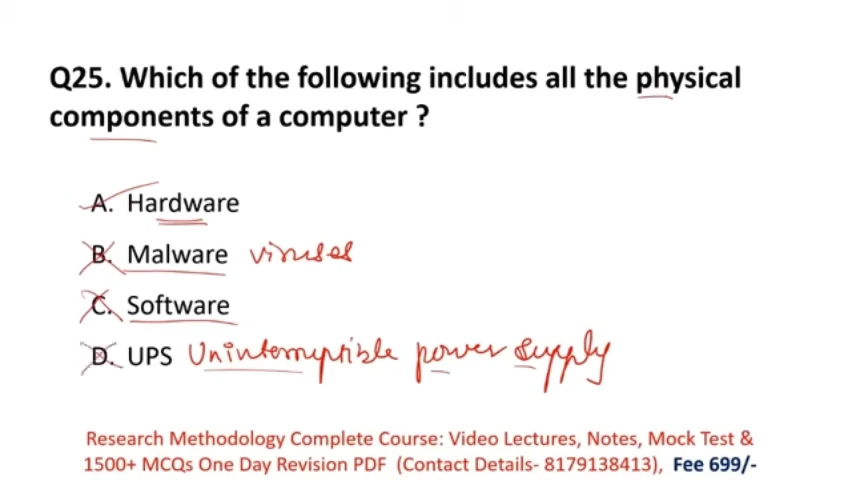 Q25. Which of the following includes all the physical
components of a computer ?
A. Hardware
B. Malware viruses
C. Software
D. UPS Uninterruptible power supply
Research Methodology Complete Course: Video Lectures, Notes, Mock Test &
1500+ MCQs One Day Revision PDF (Contact Details- 8179138413), Fee 699/-